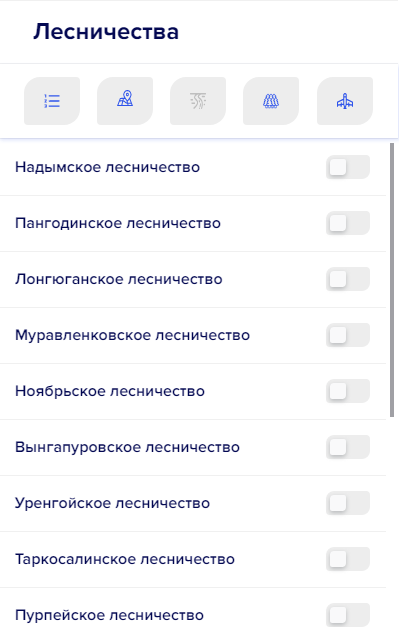 Лесничества
Надымское лесничество
Пангодинское лесничество
Лонгюганское лесничество
Муравленковское лесничество
Ноябрьское лесничество
Вынгапуровское лесничество
Уренгойское лесничество
Таркосалинское лесничество
Пурпейское лесничество